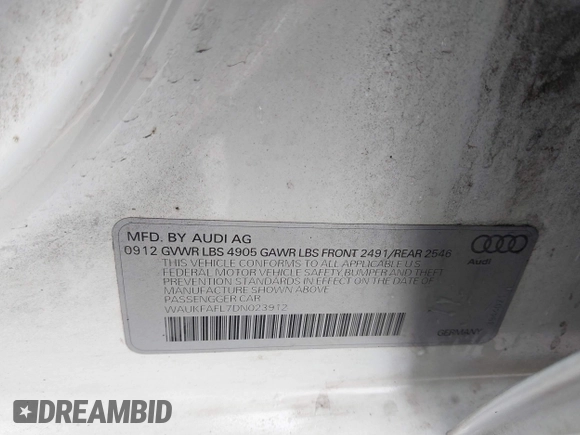 MFD. BY AUDI AG
0912 GVWR LBS 4905 GAWR LBS FRONT 2491/REAR 2546
THIS VEHICLE CONFORMS TO ALL APPLICABLE U.S.
FEDERAL MOTOR VEHICLE SAFETY, BUMPER AND THEFT
PREVENTION STANDARDS IN EFFECT ON THE DATE OF
MANUFACTURE SHOWN ABOVE
PASSENGGER CAR
WAUKFAFL7DN023912
Audi
GERMANY
DREAMBID